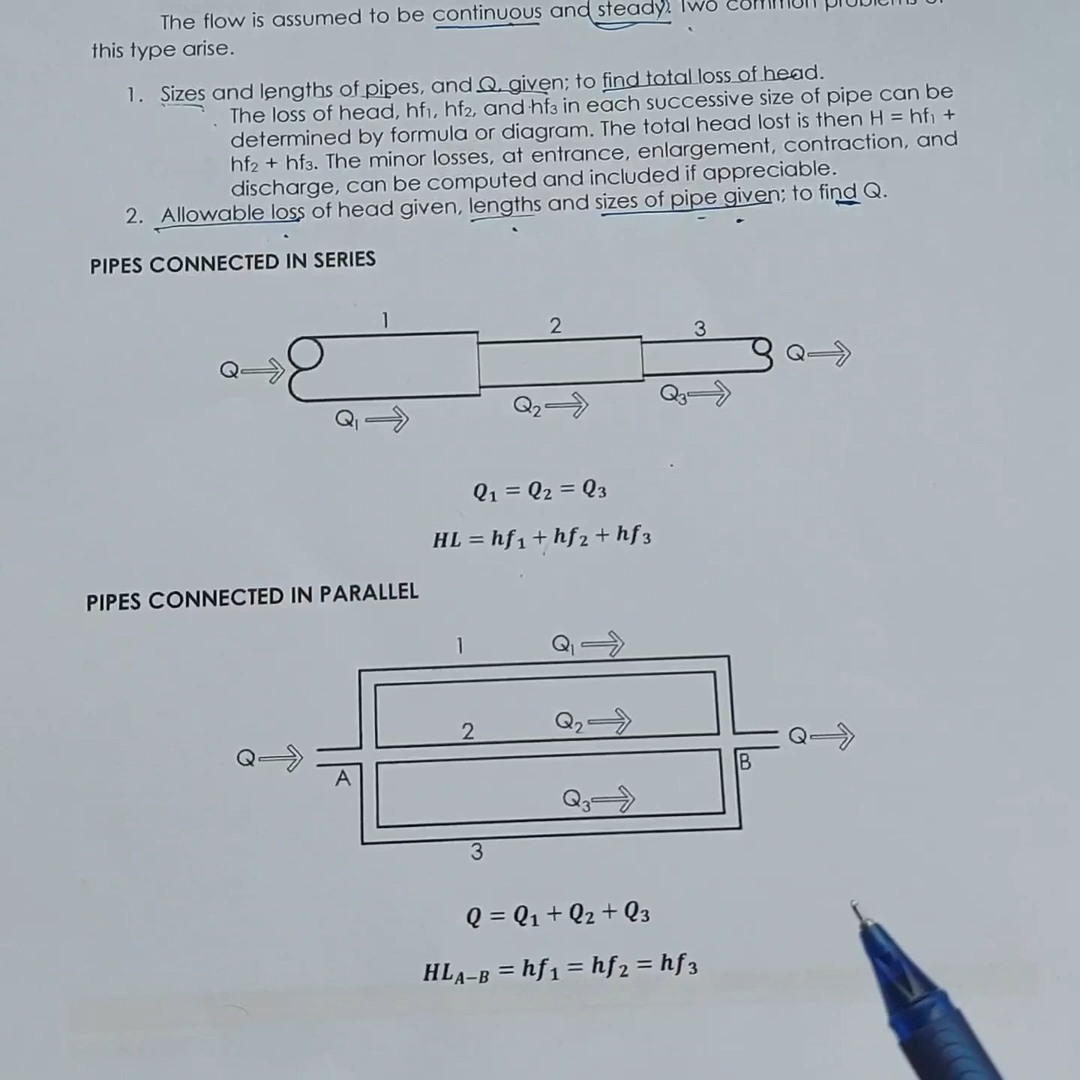 The flow is assumed to be continuous and steady. Two common problems of
this type arise.
1. Sizes and lengths of pipes, and Q, given; to find total loss of head.
The loss of head, hf1, hf2, and hf3 in each successive size of pipe can be
determined by formula or diagram. The total head lost is then H = hf1 +
hf2 + hf3. The minor losses, at entrance, enlargement, contraction, and
discharge, can be computed and included if appreciable.
2. Allowable loss of head given, lengths and sizes of pipe given; to find Q.
PIPES CONNECTED IN SERIES
1
2
3
Q
Q
Q1
Q2
Q3
Q1 = Q2 = Q3
HL = hf1 + hf2 + hf3
PIPES CONNECTED IN PARALLEL
1
Q1
2
Q2
Q
Q
A
B
Q3
3
Q = Q1 + Q2 + Q3
HLA−B = hf1 = hf2 = hf3